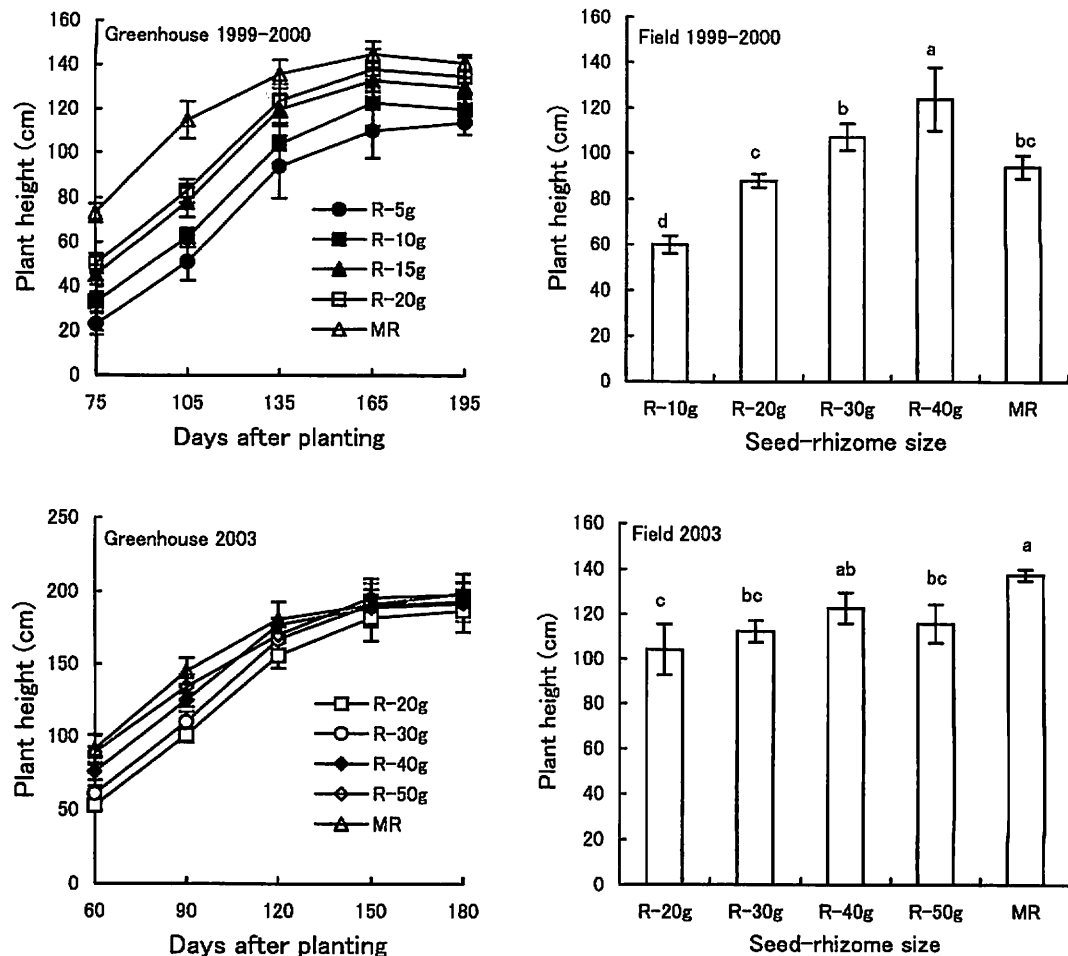 Greenhouse 1999-2000
Plant height (cm)
160
140
120
100
80
60
40
20
0
R-5g
R-10g
R-15g
R-20g
MR
75 105 135 165 195
Days after planting
Field 1999-2000
Plant height (cm)
160
140
120
100
80
60
40
20
0
d
c
b
a
bc
R-10g R-20g R-30g R-40g MR
Seed-rhizome size
Greenhouse 2003
Plant height (cm)
250
200
150
100
50
0
R-20g
R-30g
R-40g
R-50g
MR
60 90 120 150 180
Days after planting
Field 2003
Plant height (cm)
160
140
120
100
80
60
40
20
0
c
bc
ab
bc
a
R-20g R-30g R-40g R-50g MR
Seed-rhizome size